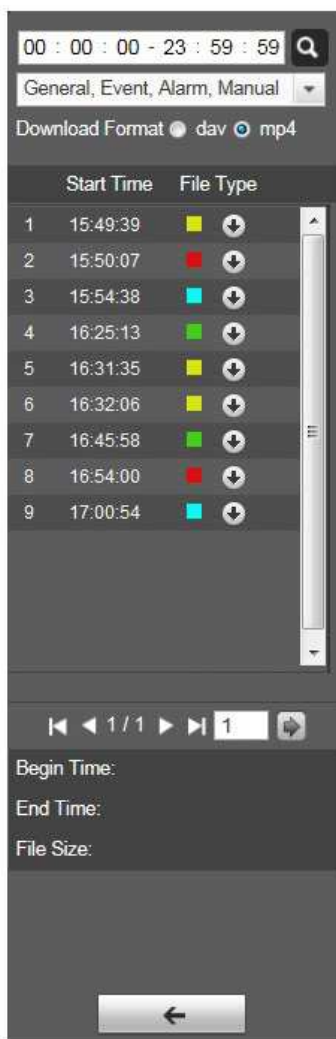 00 : 00 : 00 - 23 : 59 : 59
General, Event, Alarm, Manual
Download Format dav mp4
Start Time File Type
1 15:49:39
2 15:50:07
3 15:54:38
4 16:25:13
5 16:31:35
6 16:32:06
7 16:45:58
8 16:54:00
9 17:00:54
1 / 1 1
Begin Time:
End Time:
File Size: